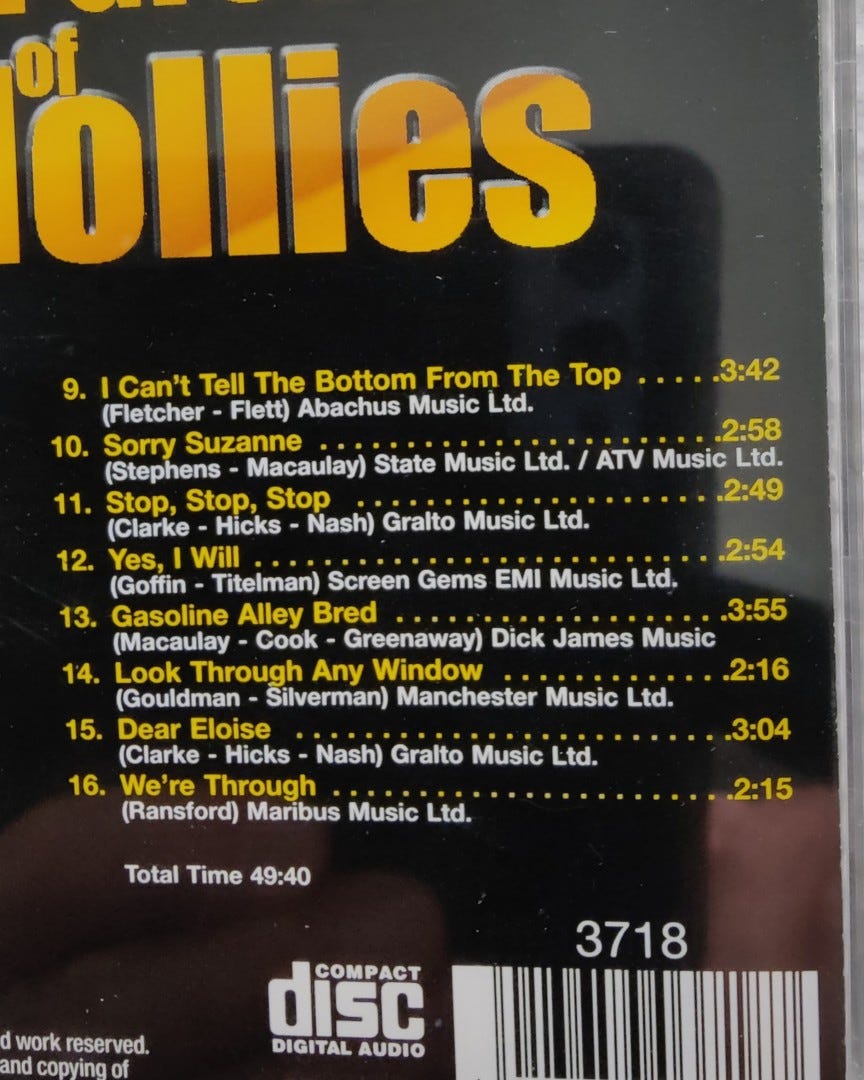 of
ollies
9. I Can't Tell The Bottom From The Top .....3:42
(Fletcher - Flett) Abachus Music Ltd.
10. Sorry Suzanne ........................2:58
(Stephens - Macaulay) State Music Ltd. / ATV Music Ltd.
11. Stop, Stop, Stop ......................2:49
(Clarke - Hicks - Nash) Gralto Music Ltd.
12. Yes, I Will ............................2:54
(Goffin - Titelman) Screen Gems EMI Music Ltd.
13. Gasoline Alley Bred ....................3:55
(Macaulay - Cook - Greenaway) Dick James Music
14. Look Through Any Window .............2:16
(Gouldman - Silverman) Manchester Music Ltd.
15. Dear Eloise ..........................3:04
(Clarke - Hicks - Nash) Gralto Music Ltd.
16. We're Through ........................2:15
(Ransford) Maribus Music Ltd.
Total Time 49:40
3718
COMPACT
disc
DIGITAL AUDIO
d work reserved.
and copying of